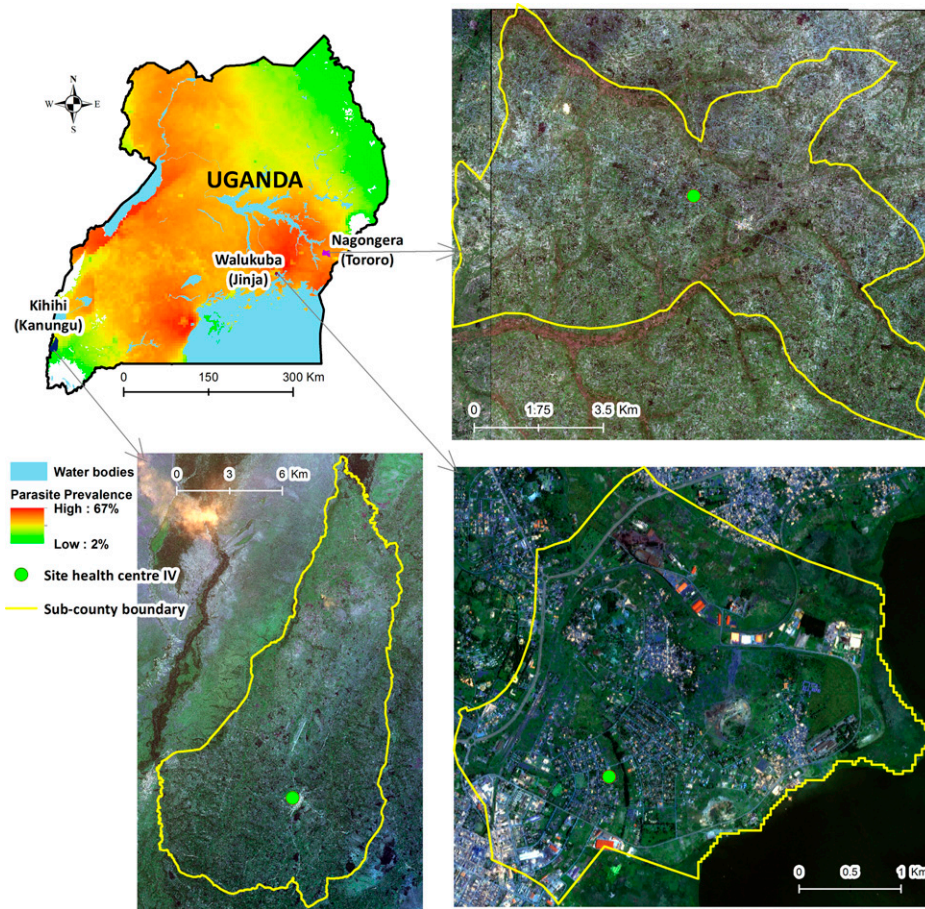 N
W E
S
UGANDA
Nagongera
(Tororo)
Walukuba
(Jinja)
Kihihi
(Kanungu)
0 150 300 Km
0 1.75 3.5 Km
Water bodies
Parasite Prevalence
High : 67%
Low : 2%
Site health centre IV
Sub-county boundary
0 3 6 Km
0 0.5 1 Km